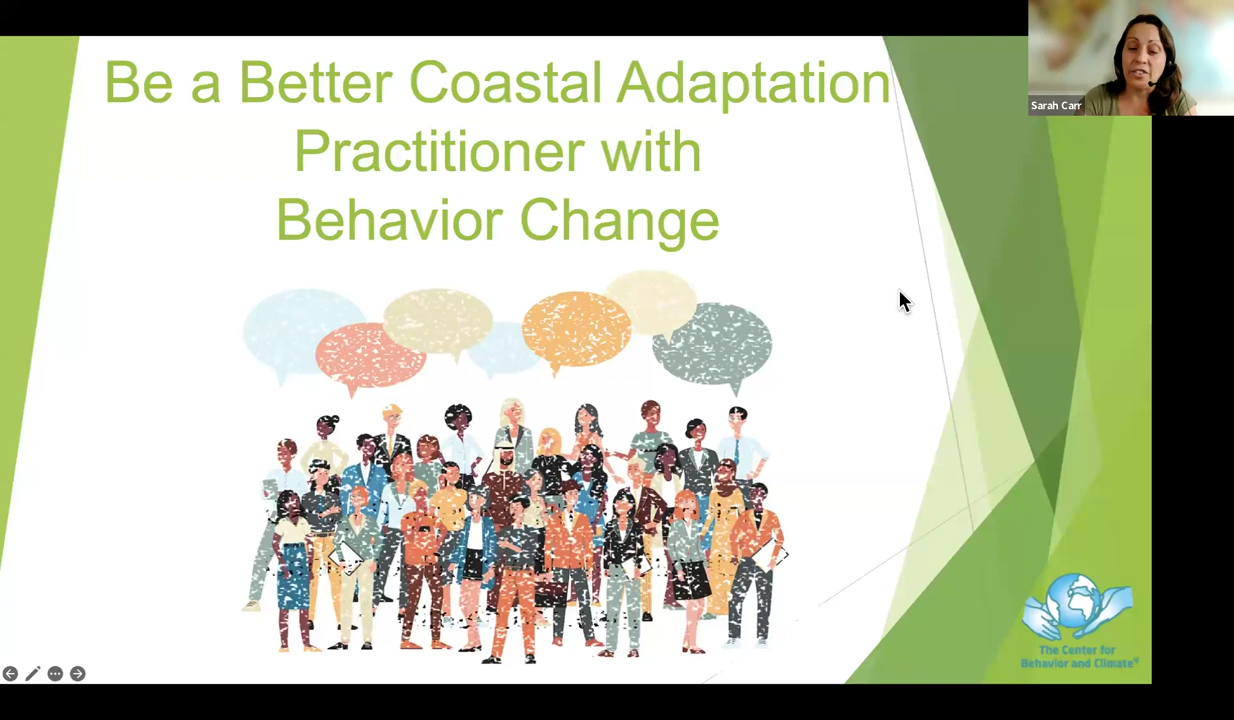 Be a Better Coastal Adaptation
Practitioner with
Behavior Change
Sarah Carr
The Center for
Behavior and Climate®